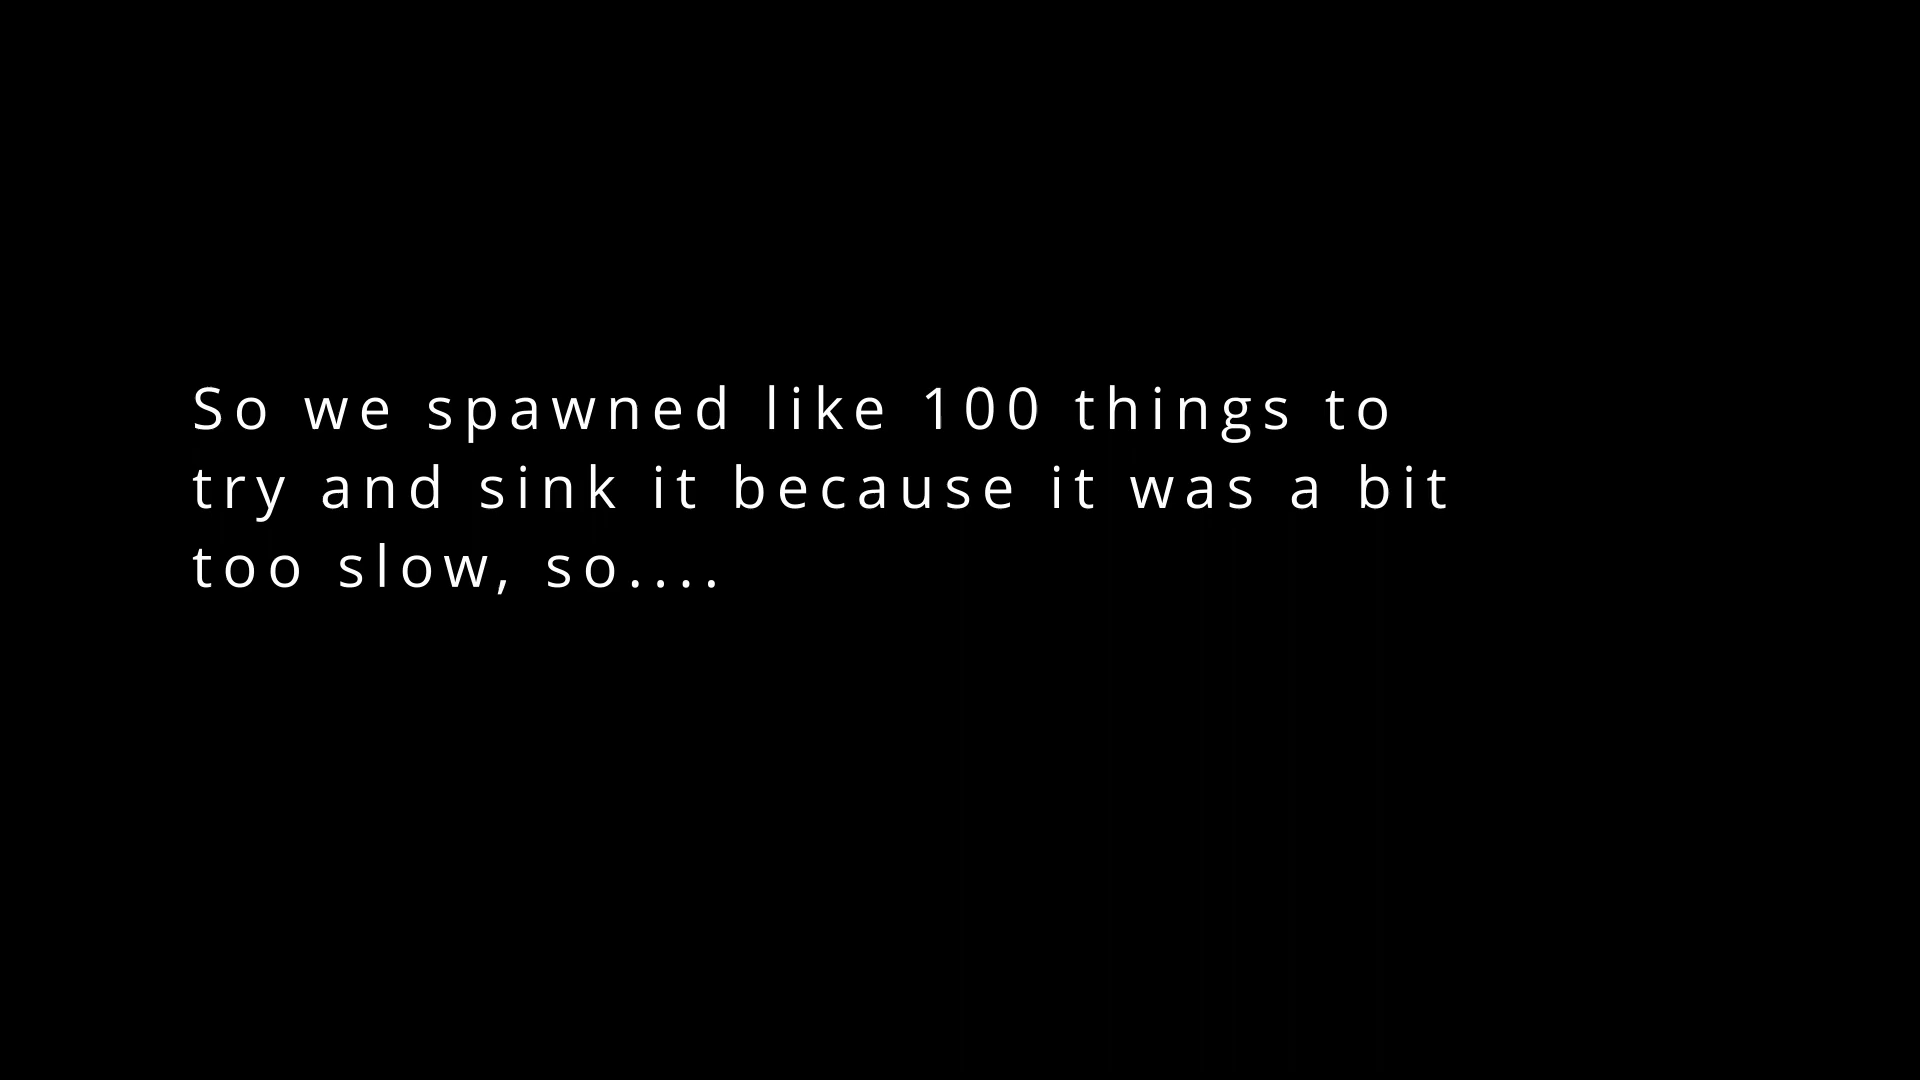 So we spawned like 100 things to
try and sink it because it was a bit
too slow, so....